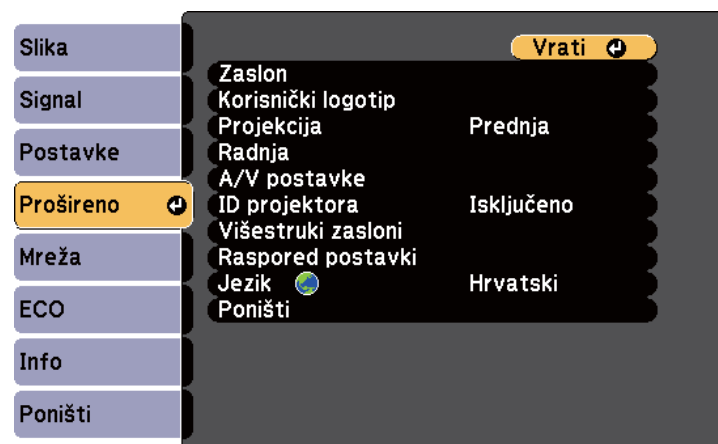 Slika
Signal
Postavke
Prošireno
Mreža
ECO
Info
Poništi
Vrati
Zaslon
Korisnički logotip
Projekcija Prednja
Radnja
A/V postavke
ID projektora Isključeno
Višestruki zasloni
Raspored postavki
Jezik Hrvatski
Poništi